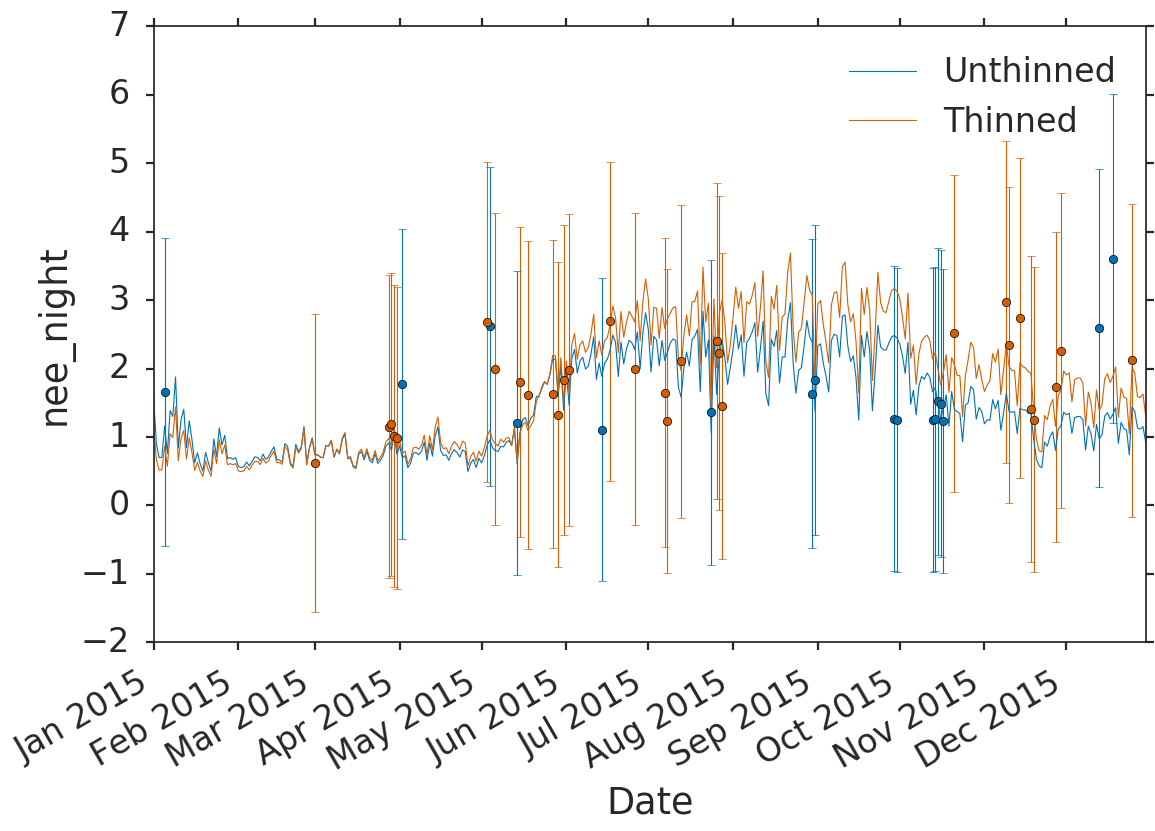 7
6
5
4
3
2
1
0
−1
−2
nee_night
Unthinned
Thinned
Jan 2015
Feb 2015
Mar 2015
Apr 2015
May 2015
Jun 2015
Jul 2015
Aug 2015
Sep 2015
Oct 2015
Nov 2015
Dec 2015
Date